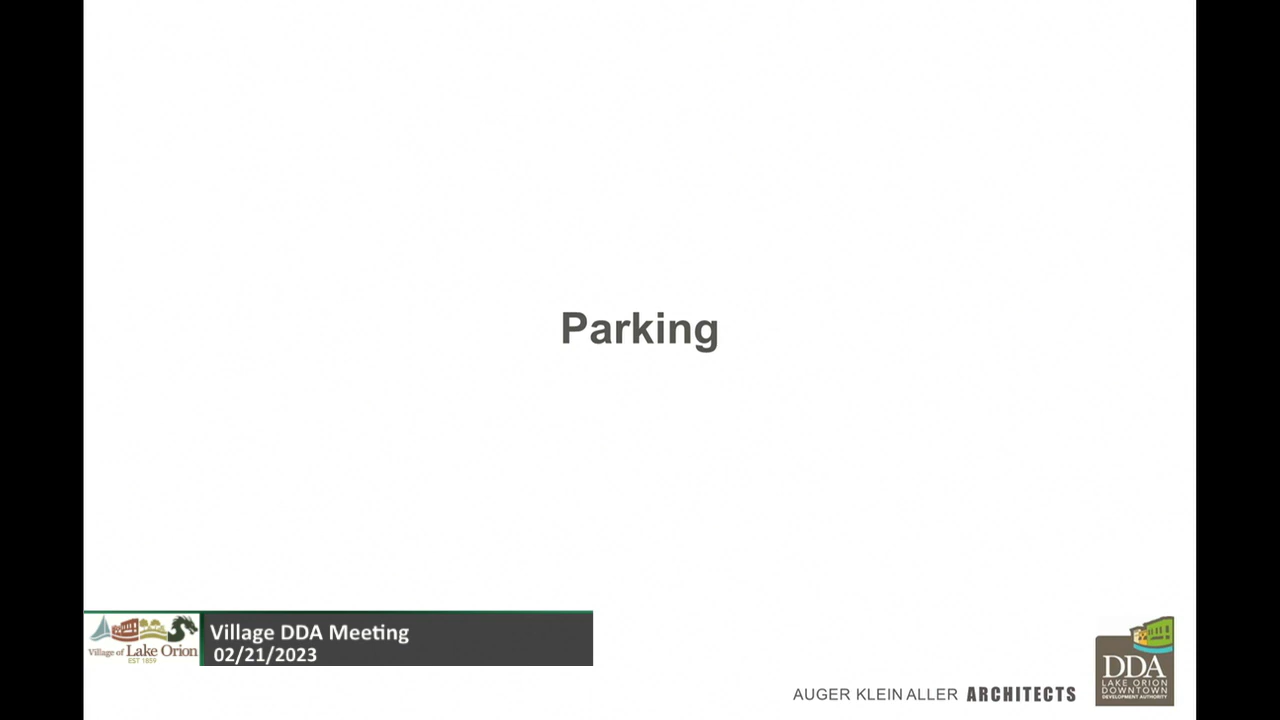 Parking
Village DDA Meeting
02/21/2023
Village of Lake Orion
EST 1859
AUGER KLEIN ALLER ARCHITECTS
DDA
LAKE ORION
DOWNTOWN
DEVELOPMENT AUTHORITY